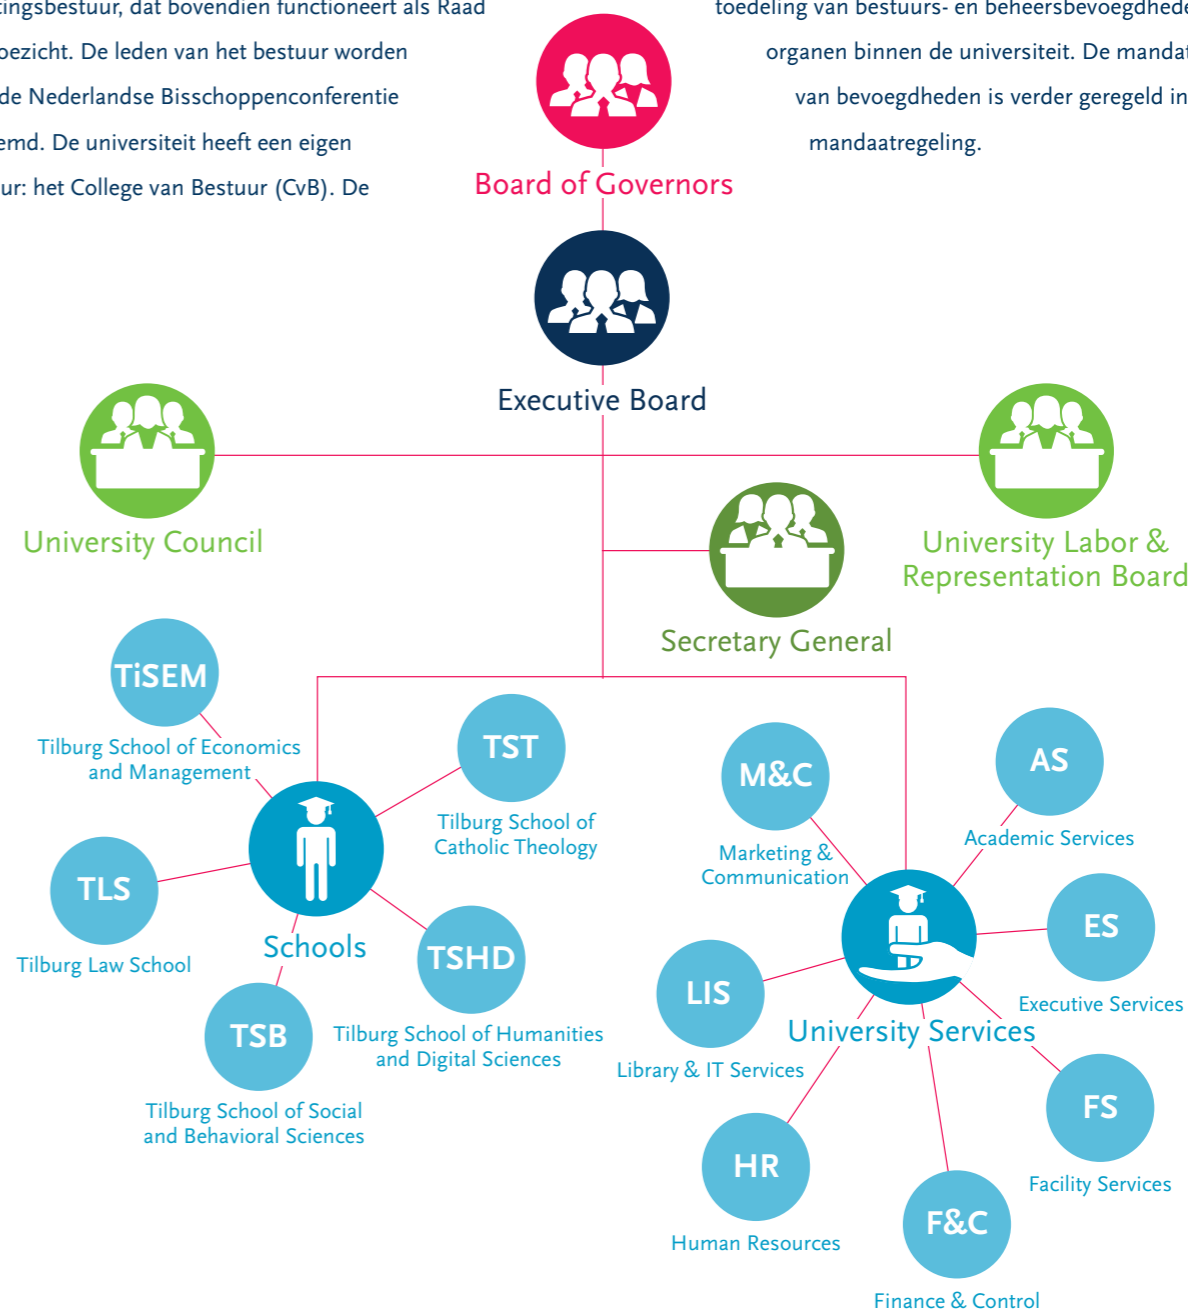 tingsbestuur, dat bovendien functioneert als Raad
oezicht. De leden van het bestuur worden
de Nederlandse Bisschoppenconferentie
emd. De universiteit heeft een eigen
ur: het College van Bestuur (CvB). De
toedeling van bestuurs- en beheersbevoegdhede
organen binnen de universiteit. De mandat
van bevoegdheden is verder geregeld in
mandaatregeling.
Board of Governors
Executive Board
University Council
University Labor &
Representation Board
Secretary General
TiSEM
Tilburg School of Economics
and Management
TST
Tilburg School of
Catholic Theology
TLS
Tilburg Law School
Schools
TSHD
Tilburg School of Humanities
and Digital Sciences
TSB
Tilburg School of Social
and Behavioral Sciences
M&C
Marketing &
Communication
AS
Academic Services
ES
Executive Services
LIS
Library & IT Services
University Services
FS
Facility Services
HR
Human Resources
F&C
Finance & Control